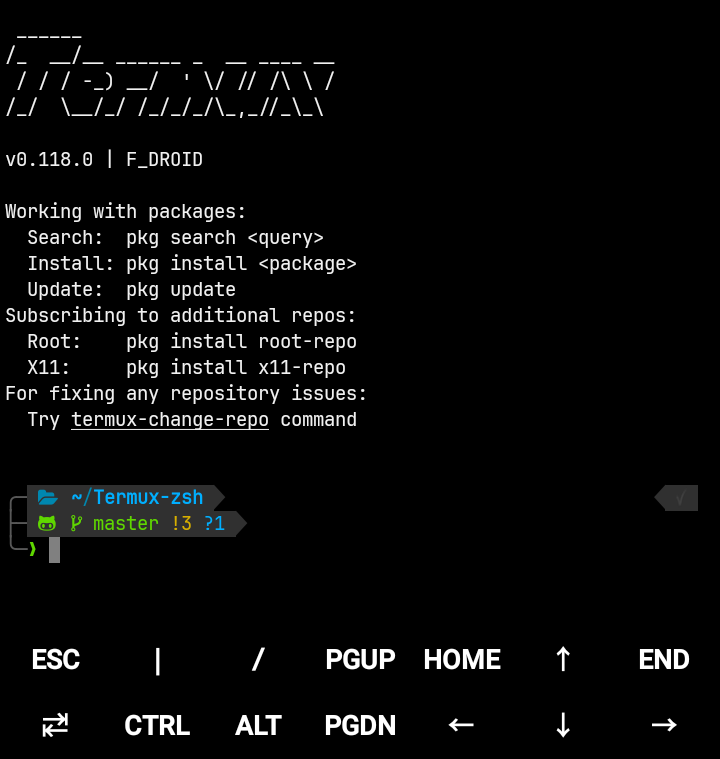 ______
/_  __/__ ______ _  __ ____ __
 / / / -_) __/  ' \/ // /\ \ /
/_/  \__/_/ /_/_/_/\_,_//_\_\
v0.118.0 | F_DROID
Working with packages:
Search:  pkg search <query>
Install: pkg install <package>
Update:  pkg update
Subscribing to additional repos:
Root:    pkg install root-repo
X11:     pkg install x11-repo
For fixing any repository issues:
Try termux-change-repo command
~/Termux-zsh √
master !3 ?1
❱
ESC | / PGUP HOME ↑ END
↹ CTRL ALT PGDN ← ↓ →